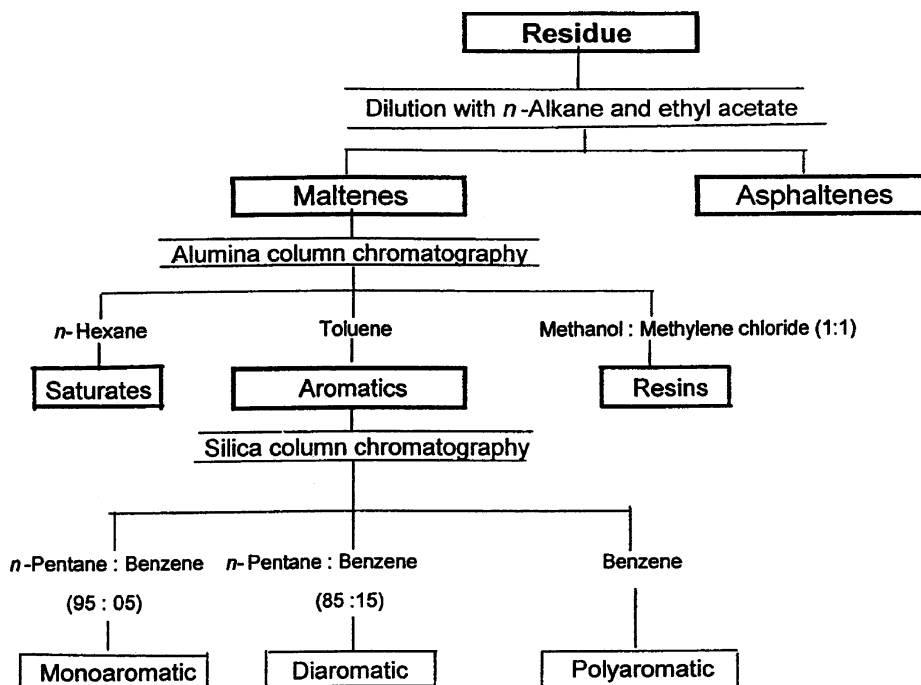 Residue
Dilution with n-Alkane and ethyl acetate
Maltenes
Asphaltenes
Alumina column chromatography
n-Hexane
Toluene
Methanol : Methylene chloride (1:1)
Saturates
Aromatics
Resins
Silica column chromatography
n-Pentane : Benzene
n-Pentane : Benzene
Benzene
(95 : 05)
(85 :15)
Monoaromatic
Diaromatic
Polyaromatic